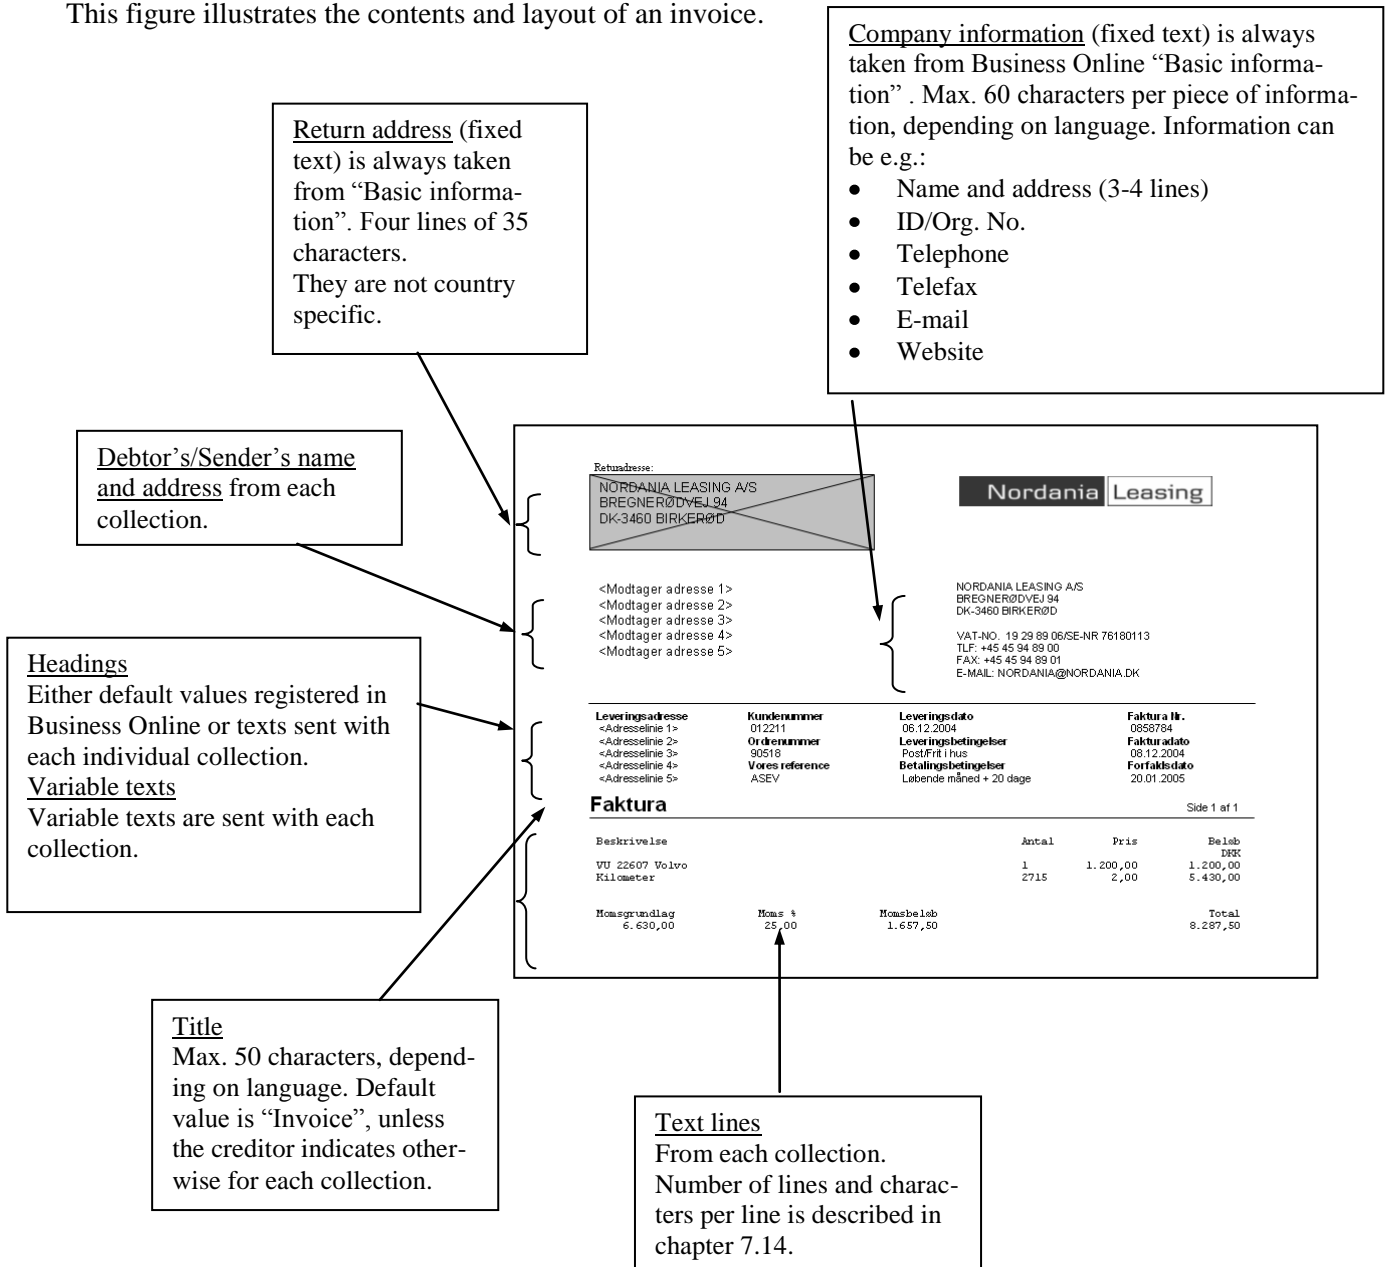 This figure illustrates the contents and layout of an invoice.
Company information (fixed text) is always
taken from Business Online “Basic informa-
tion” . Max. 60 characters per piece of informa-
tion, depending on language. Information can
be e.g.:
• Name and address (3-4 lines)
• ID/Org. No.
• Telephone
• Telefax
• E-mail
• Website
Return address (fixed
text) is always taken
from “Basic informa-
tion”. Four lines of 35
characters.
They are not country
specific.
Debtor’s/Sender’s name
and address from each
collection.
Headings
Either default values registered in
Business Online or texts sent with
each individual collection.
Variable texts
Variable texts are sent with each
collection.
Returadresse:
NORDANIA LEASING A/S
BREGNERØDVEJ 94
DK-3460 BIRKERØD
Nordania Leasing
<Modtager adresse 1>
<Modtager adresse 2>
<Modtager adresse 3>
<Modtager adresse 4>
<Modtager adresse 5>
NORDANIA LEASING A/S
BREGNERØDVEJ 94
DK-3460 BIRKERØD
VAT-NO. 19 29 89 06/SE-NR 76180113
TLF: +45 45 94 89 00
FAX: +45 45 94 89 01
E-MAIL: NORDANIA@NORDANIA.DK
Leveringsadresse Kundenummer Leveringsdato Faktura Nr.
<Adresselinie 1> 012211 06.12.2004 0858784
<Adresselinie 2> Ordrenummer Leveringsbetingelser Fakturadato
<Adresselinie 3> 90518 Post/Frit i hus 08.12.2004
<Adresselinie 4> Vores reference Betalingsbetingelser Forfaldsdato
<Adresselinie 5> ASEV Løbende måned + 20 dage 20.01.2005
Faktura Side 1 af 1
Beskrivelse Antal Pris Beløb
DKK
VU 22607 Volvo 1 1.200,00 1.200,00
Kilometer 2715 2,00 5.430,00
Momsgrundlag Moms % Momsbeløb Total
6.630,00 25,00 1.657,50 8.287,50
Title
Max. 50 characters, depend-
ing on language. Default
value is “Invoice”, unless
the creditor indicates other-
wise for each collection.
Text lines
From each collection.
Number of lines and charac-
ters per line is described in
chapter 7.14.